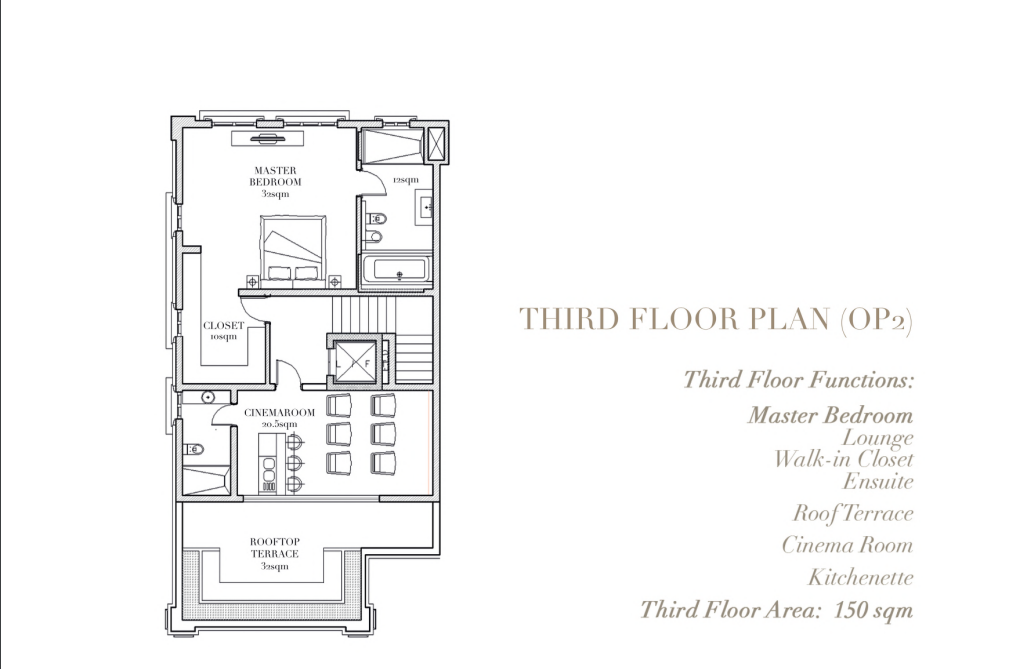 MASTER
BEDROOM
32sqm
12sqm
CLOSET
10sqm
L I F
CINEMAROOM
20.5sqm
ROOFTOP
TERRACE
32sqm
THIRD FLOOR PLAN (OP2)
Third Floor Functions:
Master Bedroom
Lounge
Walk-in Closet
Ensuite
Roof Terrace
Cinema Room
Kitchenette
Third Floor Area: 150 sqm